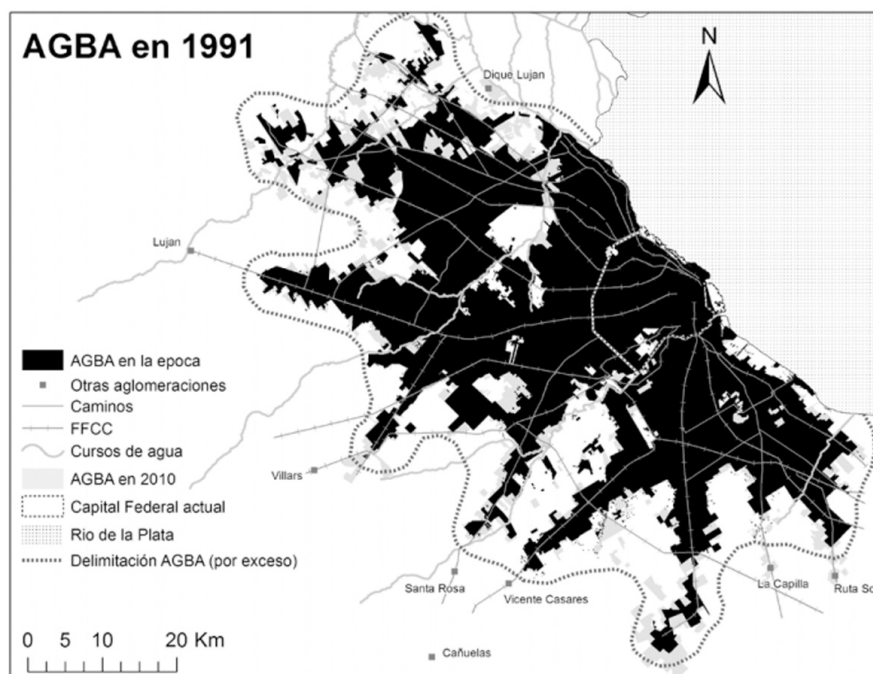 AGBA en 1991
N
Dique Lujan
Lujan
AGBA en la epoca
Otras aglomeraciones
Caminos
FFCC
Cursos de agua
AGBA en 2010
Capital Federal actual
Rio de la Plata
Delimitación AGBA (por exceso)
Villars
Santa Rosa
Vicente Casares
La Capilla
Ruta So
Cañuelas
0 5 10 20 Km